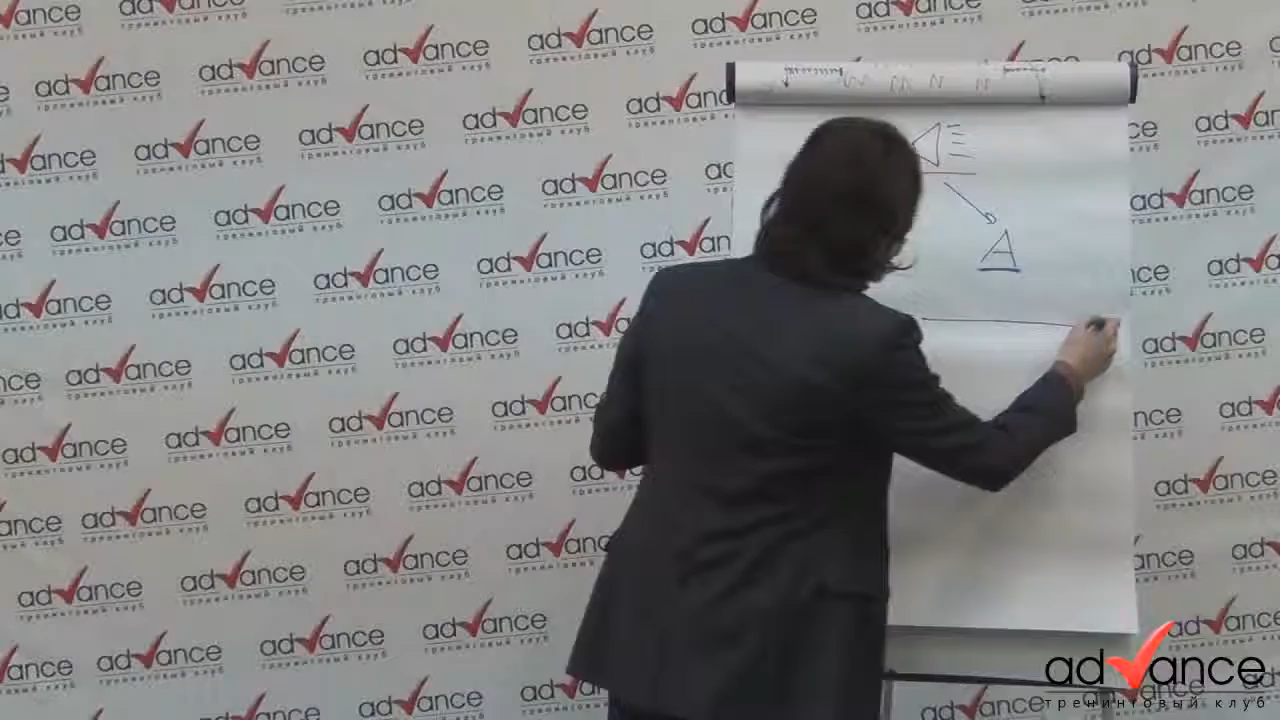 advance
тренинговый клуб
A
advance
тренинговый клуб